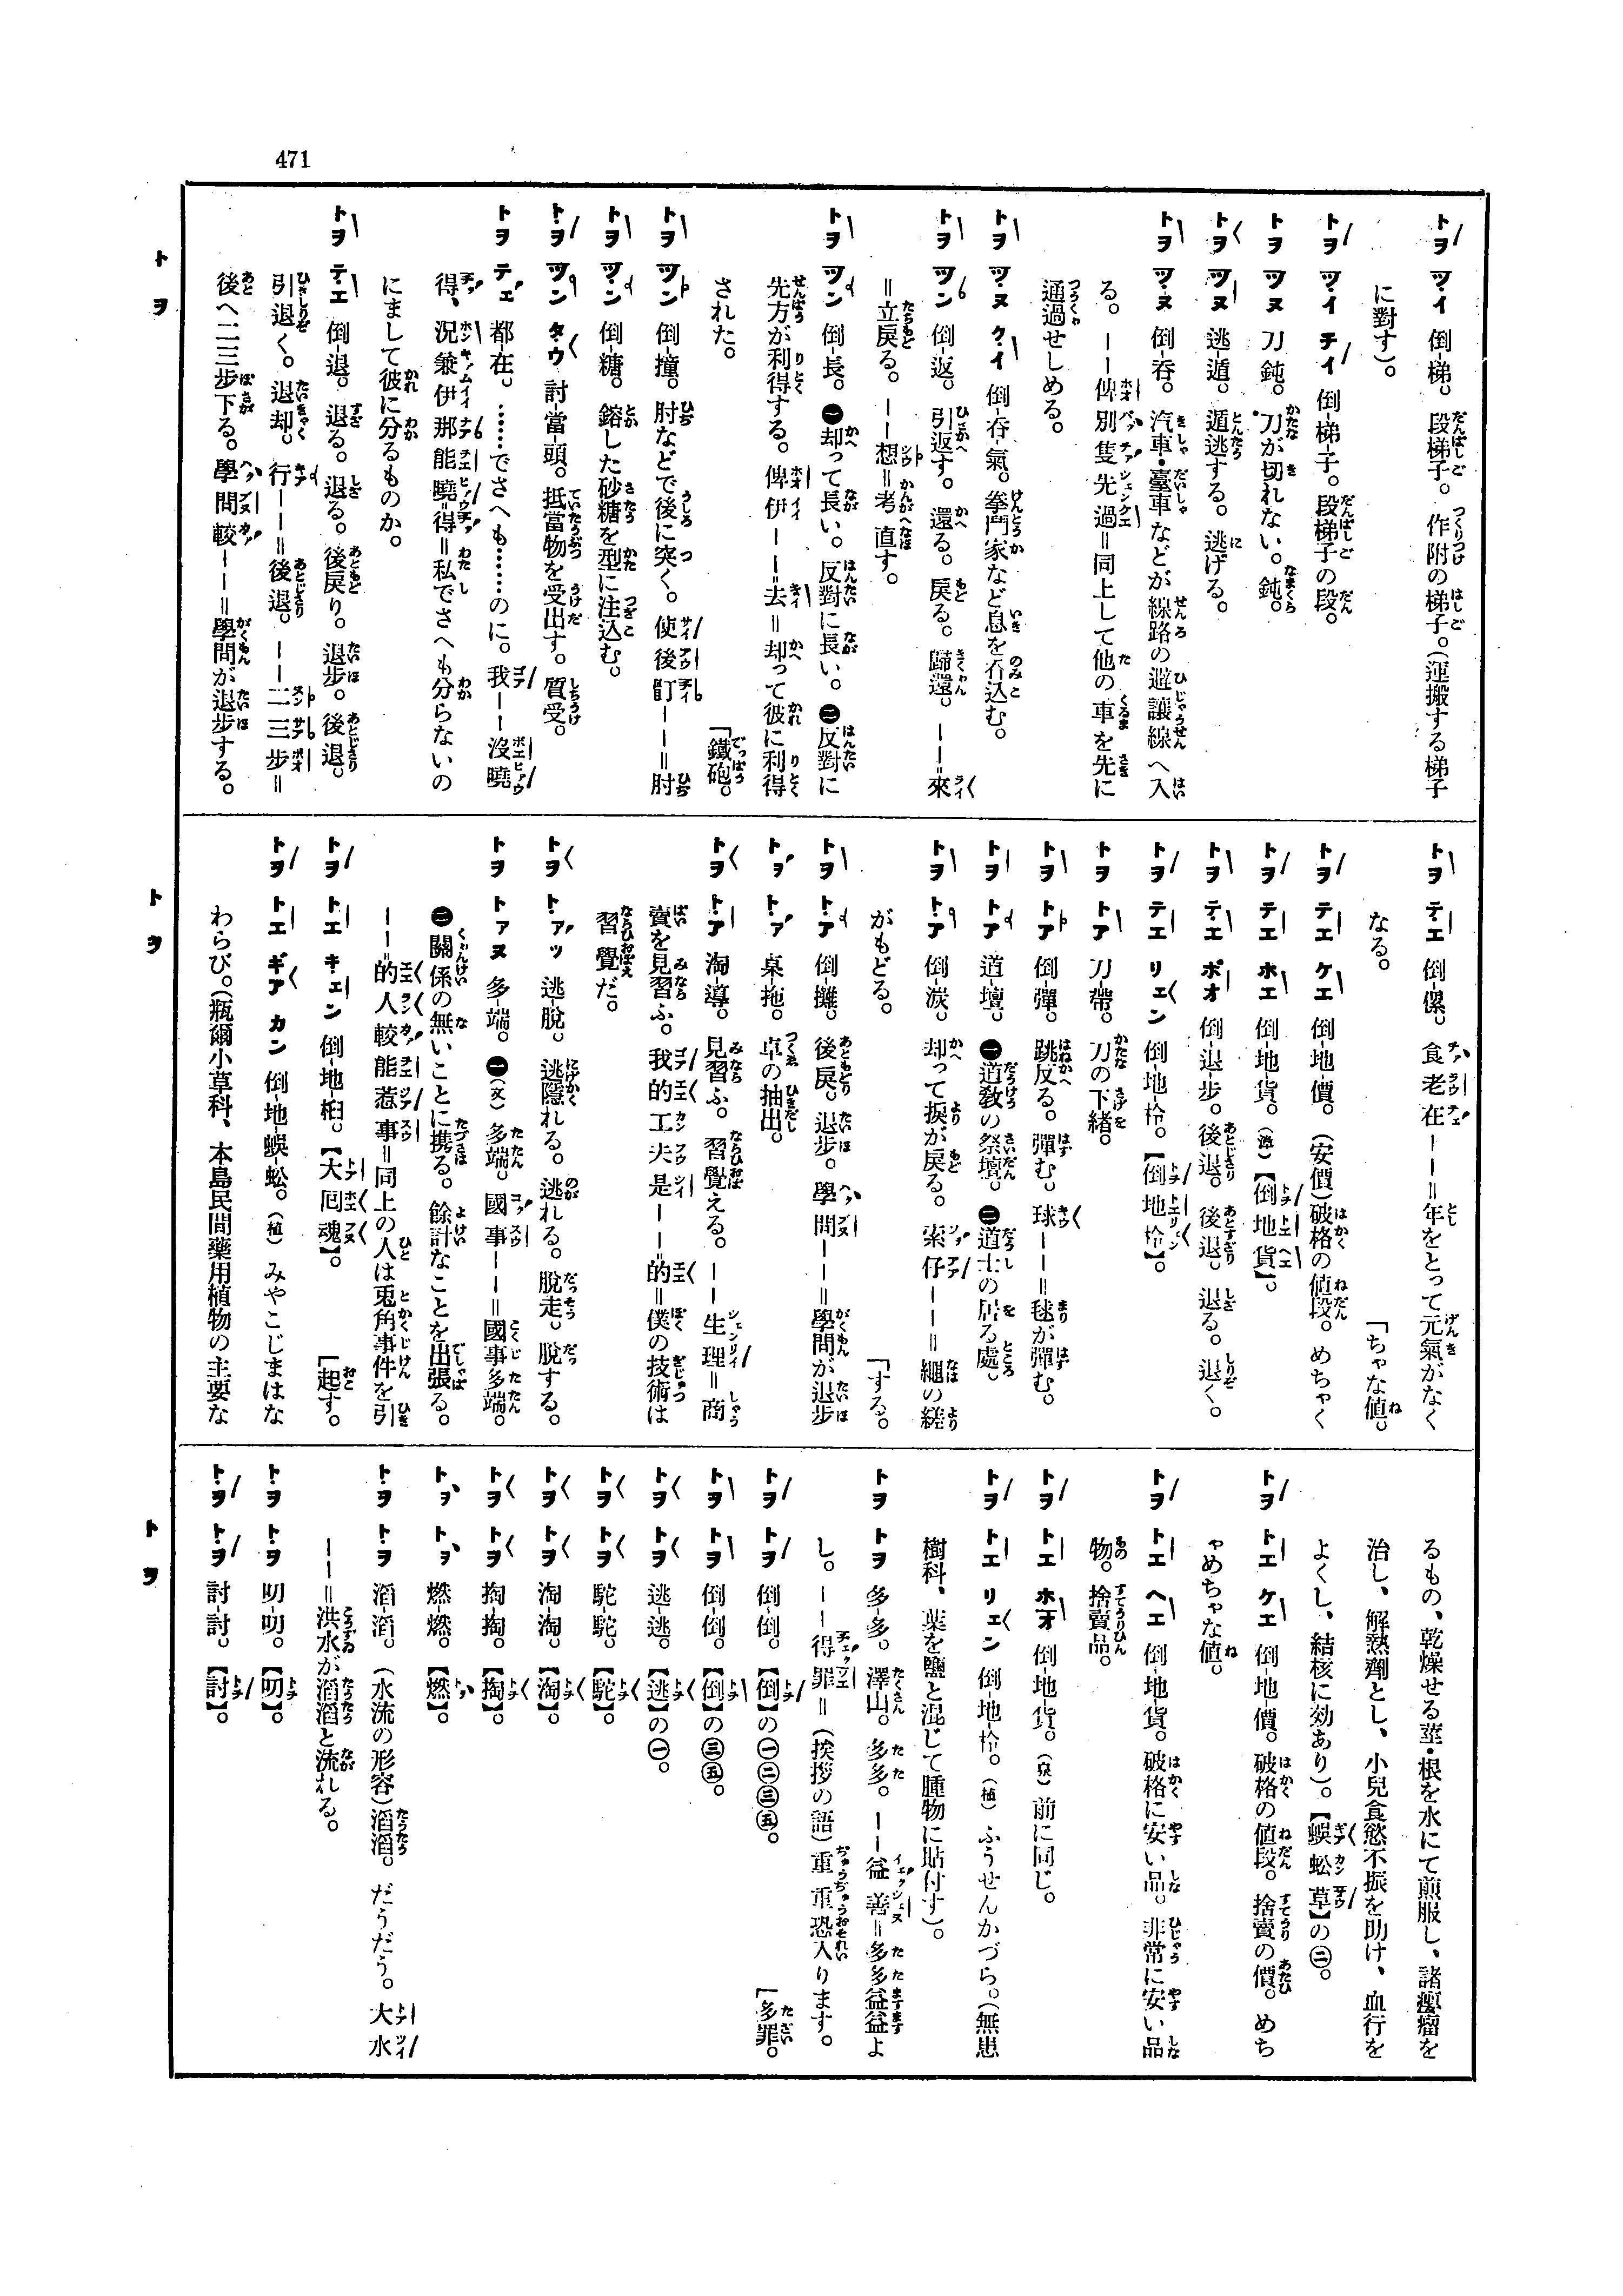 471
トヲ ツイ 倒-梯。段梯子。作附の梯子。(運搬する梯子
に對す)。
トヲ ツイ チイ 倒-梯-子。段梯子の段。
トヲ ツヌ 刀鈍。刀が切れない。鈍。
トヲ ツヌ 逃-遁。遁逃する。逃げる。
トヲ ツヌ 倒-吞。汽車・臺車などが線路の避讓線へ入
る。――俾別隻先過=同上して他の車を先に
通過せしめる。
トヲ ツヌ クイ 倒-吞-氣。拳鬥家など息を吞込む。
トヲ ツン 倒-返。引返す。還る。戾る。歸還。――來
=立戾る。――想=考直す。
トヲ ツン 倒-長。㊀却って長い。反對に長い。㊁反對に
先方が利得する。俾伊――去=却って彼に利得
された。
「鐵砲。
トヲ ツン 倒-撞。肘などで後に突く。使後釘――=肘
トヲ ツン 倒-糖。鎔した砂糖を型に注込む。
トヲ ツン タウ 討-當-頭。抵當物を受出す。質受。
トヲ テェ 都-在。……でさへも……のに。我――沒曉
得、況兼伊那能曉得=私でさへも分らないの
にまして彼に分るものか。
トヲ テエ 倒-退。退る。退る。後戾り。退步。後退。
引退く。退却。行――=後退。――二三步=
後へ二三步下る。學問較――=學問が退步する。
トヲ
トヲ テエ 倒-傫。食老在――=年をとって元氣がなく
なる。
「ちゃな値。
トヲ テエ ケエ 倒-地-價。(安價)破格の値段。めちゃく
トヲ テエ ホエ 倒-地-貨。【倒地貨】。
トヲ テエ ポオ 倒-退-步。後退。後退。退る。退く。
トヲ テエ リェン 倒-地-怜。【倒地怜】。
トヲ トア 刀-帶。刀の下緖。
トヲ トア 倒-彈。跳反る。彈む。球――=毬が彈む。
トヲ トア 道-壇。㊀道敎の祭壇。㊁道士の居る處。
トヲ トア 倒-捩。却って捩が戾る。索仔――=繩の縒
がもどる。
「する。
トヲ トア 倒-攤。後戾。退步。學問――=學問が退步
トヲ トア 桌-拖。卓の抽出。
トヲ トア 淘-導。見習ふ。習覺える。――生理=商
賣を見習ふ。我的工夫是――的=僕の技術は
習覺だ。
トヲ トァッ 逃-脫。逃隱れる。逃れる。脫走。脫する。
トヲ トァヌ 多-端。㊀(文)多端。國事――=國事多端。
㊁關係の無いことに携る。餘計なことを出張る。
――的人較能惹事=同上の人は兎角事件を引
「起す。
トヲ トエ キェン 倒-地-桕。【大囘魂】。
トヲ トエ ギア カン 倒-地-蜈-蚣。(植)みやこじまはな
わらび。(瓶爾小草科、本島民間藥用植物の主要な
トヲ
るもの、乾燥せる莖・根を水にて煎服し、諸瘰瘤を
治し、解熱劑とし、小兒食慾不振を助け、血行を
よくし、結核に効あり)。【蜈蚣草】の㊁。
トヲ トエ ケエ 倒-地-價。破格の値段。捨賣の價。めち
ゃめちゃな値。
トヲ トエ ヘエ 倒-地-貨。破格に安い品。非常に安い品
物。捨賣品。
トヲ トエ ホオ 倒-地-貨。(泉)前に同じ。
トヲ トエ リェン 倒-地-怜。(植)ふうせんかづら。(無患
樹科、葉を鹽と混じて腫物に貼付す)。
トヲ トヲ 多-多。澤山。多多。――益善=多多益益よ
し。――得罪=(挨拶の語)重重恐入ります。
「多罪。
トヲ トヲ 倒-倒。【倒】の㊀㊁㊂㊄。
トヲ トヲ 倒-倒。【倒】の㊂㊄。
トヲ トヲ 逃-逃。【逃】の㊀。
トヲ トヲ 駝-駝。【駝】。
トヲ トヲ 淘-淘。【淘】。
トヲ トヲ 掏-掏。【掏】。
トヲ トヲ 燃-燃。【燃】。
トヲ トヲ 滔-滔。(水流の形容)滔滔。だうだう。大水
――=洪水が滔滔と流れる。
トヲ トヲ 叨-叨。【叨】。
トヲ トヲ 討-討。【討】。
トヲ